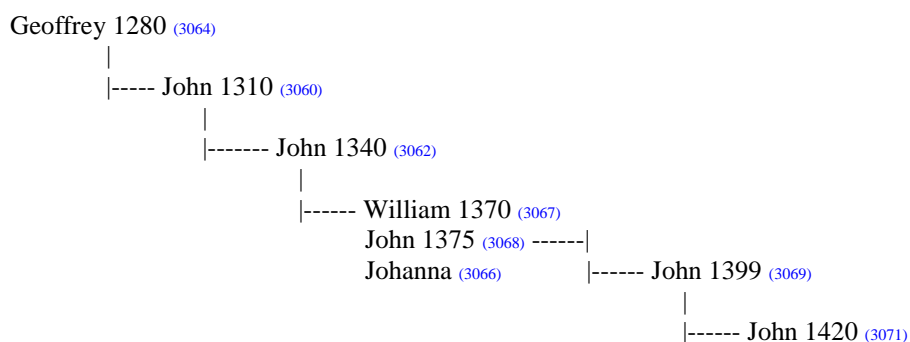 Geoffrey 1280 (3064)
|
|----- John 1310 (3060)
|
|------- John 1340 (3062)
|
|------ William 1370 (3067)
John 1375 (3068) ------|
Johanna (3066) |------ John 1399 (3069)
|
|------ John 1420 (3071)